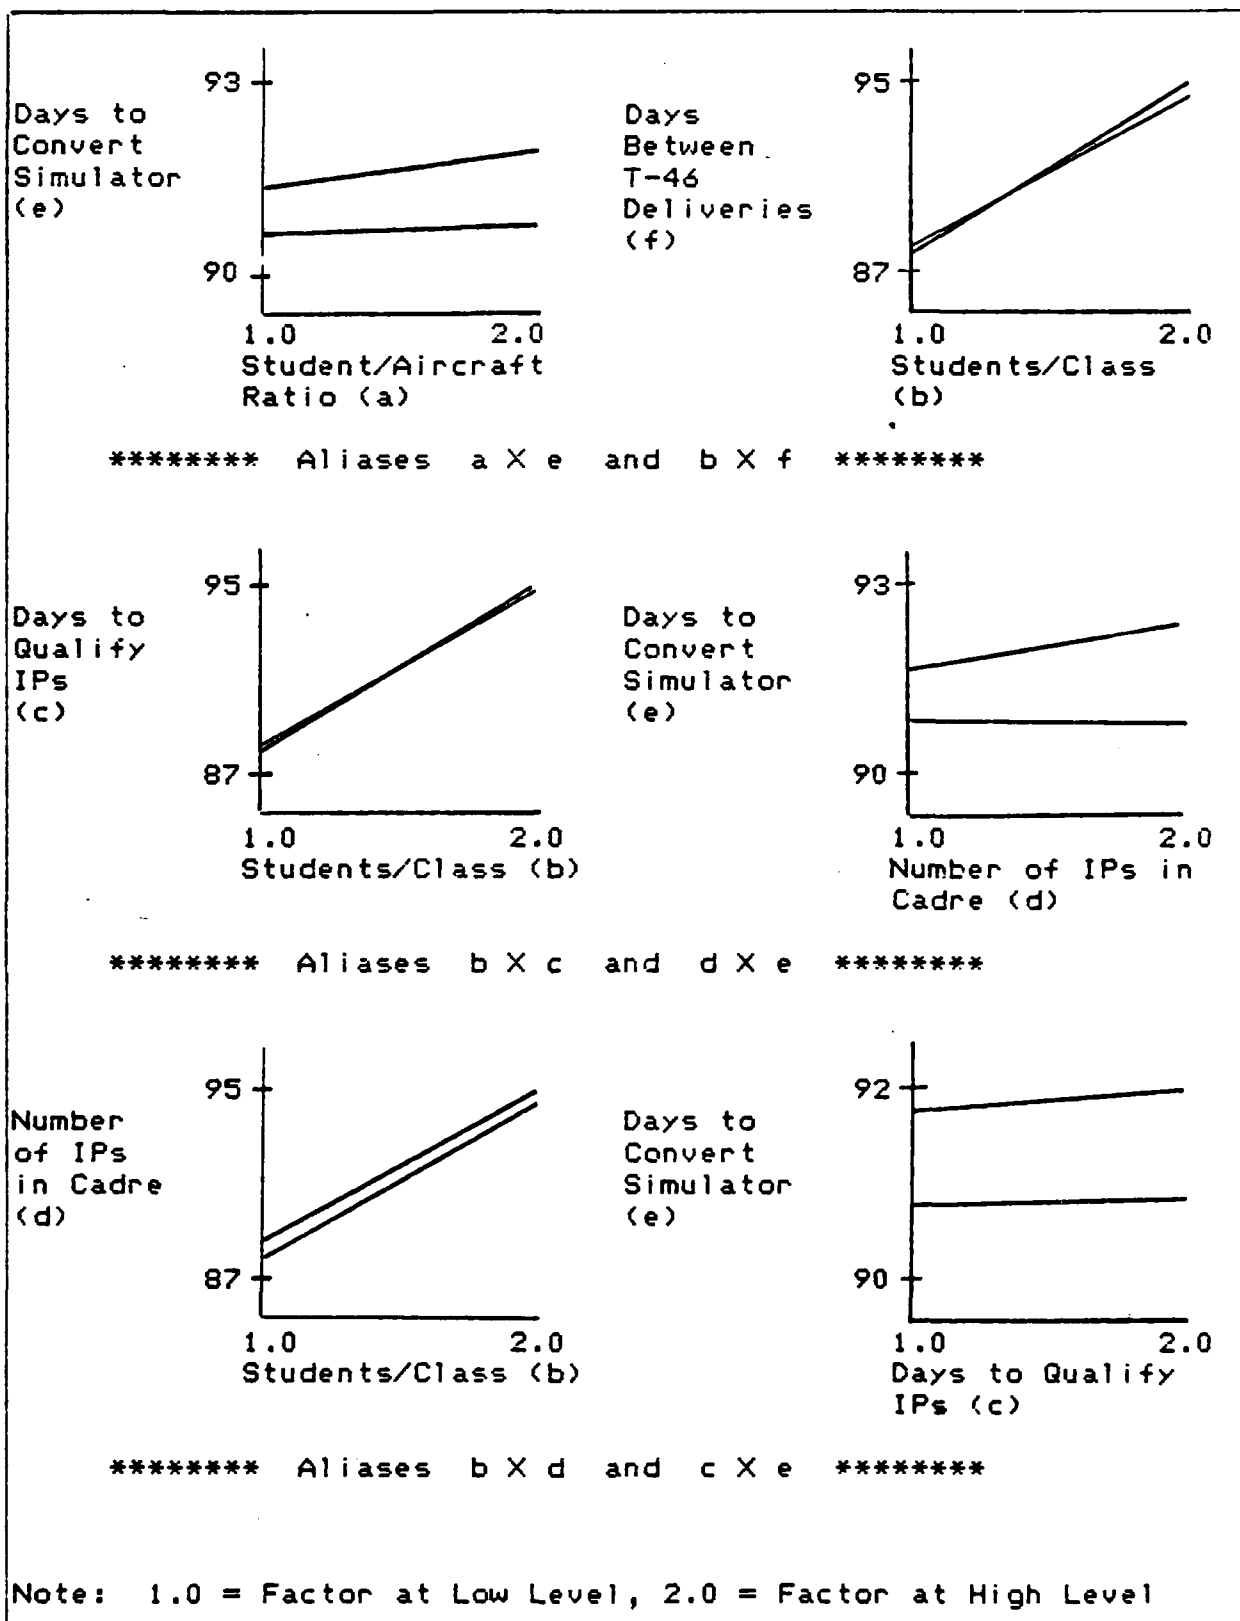 93
Days to
Convert
Simulator
(e)
90
1.0 2.0
Student/Aircraft
Ratio (a)
95
Days
Between
T-46
Deliveries
(f)
87
1.0 2.0
Students/Class
(b)
******** Aliases a X e and b X f ********
95
Days to
Qualify
IPs
(c)
87
1.0 2.0
Students/Class (b)
93
Days to
Convert
Simulator
(e)
90
1.0 2.0
Number of IPs in
Cadre (d)
******** Aliases b X c and d X e ********
95
Number
of IPs
in Cadre
(d)
87
1.0 2.0
Students/Class (b)
92
Days to
Convert
Simulator
(e)
90
1.0 2.0
Days to Qualify
IPs (c)
******** Aliases b X d and c X e ********
Note: 1.0 = Factor at Low Level, 2.0 = Factor at High Level